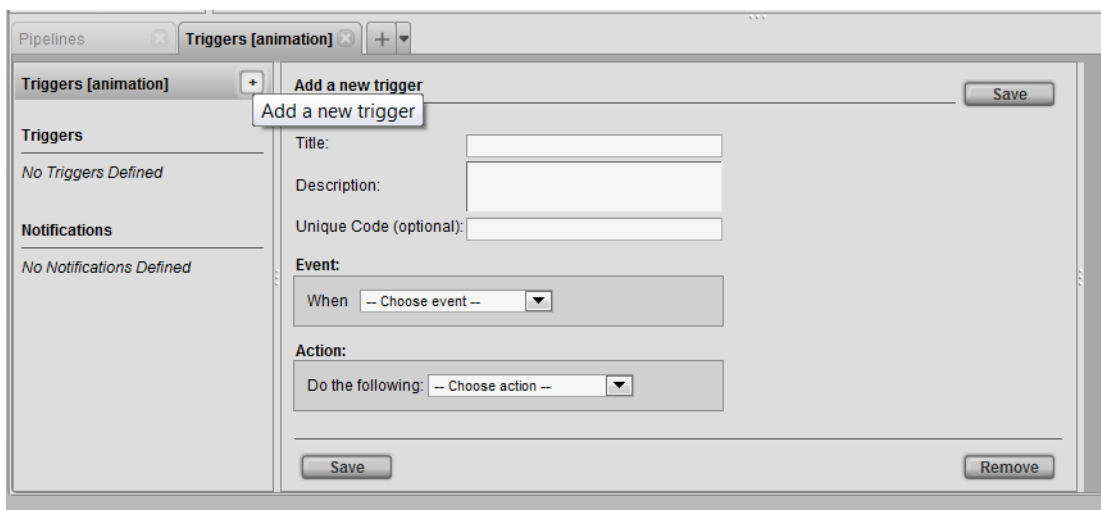 Pipelines
Triggers [animation]
+
Triggers [animation]
+
Add a new trigger
Save
Add a new trigger
Triggers
No Triggers Defined
Notifications
No Notifications Defined
Title:
Description:
Unique Code (optional):
Event:
When -- Choose event --
Action:
Do the following: -- Choose action --
Save
Remove